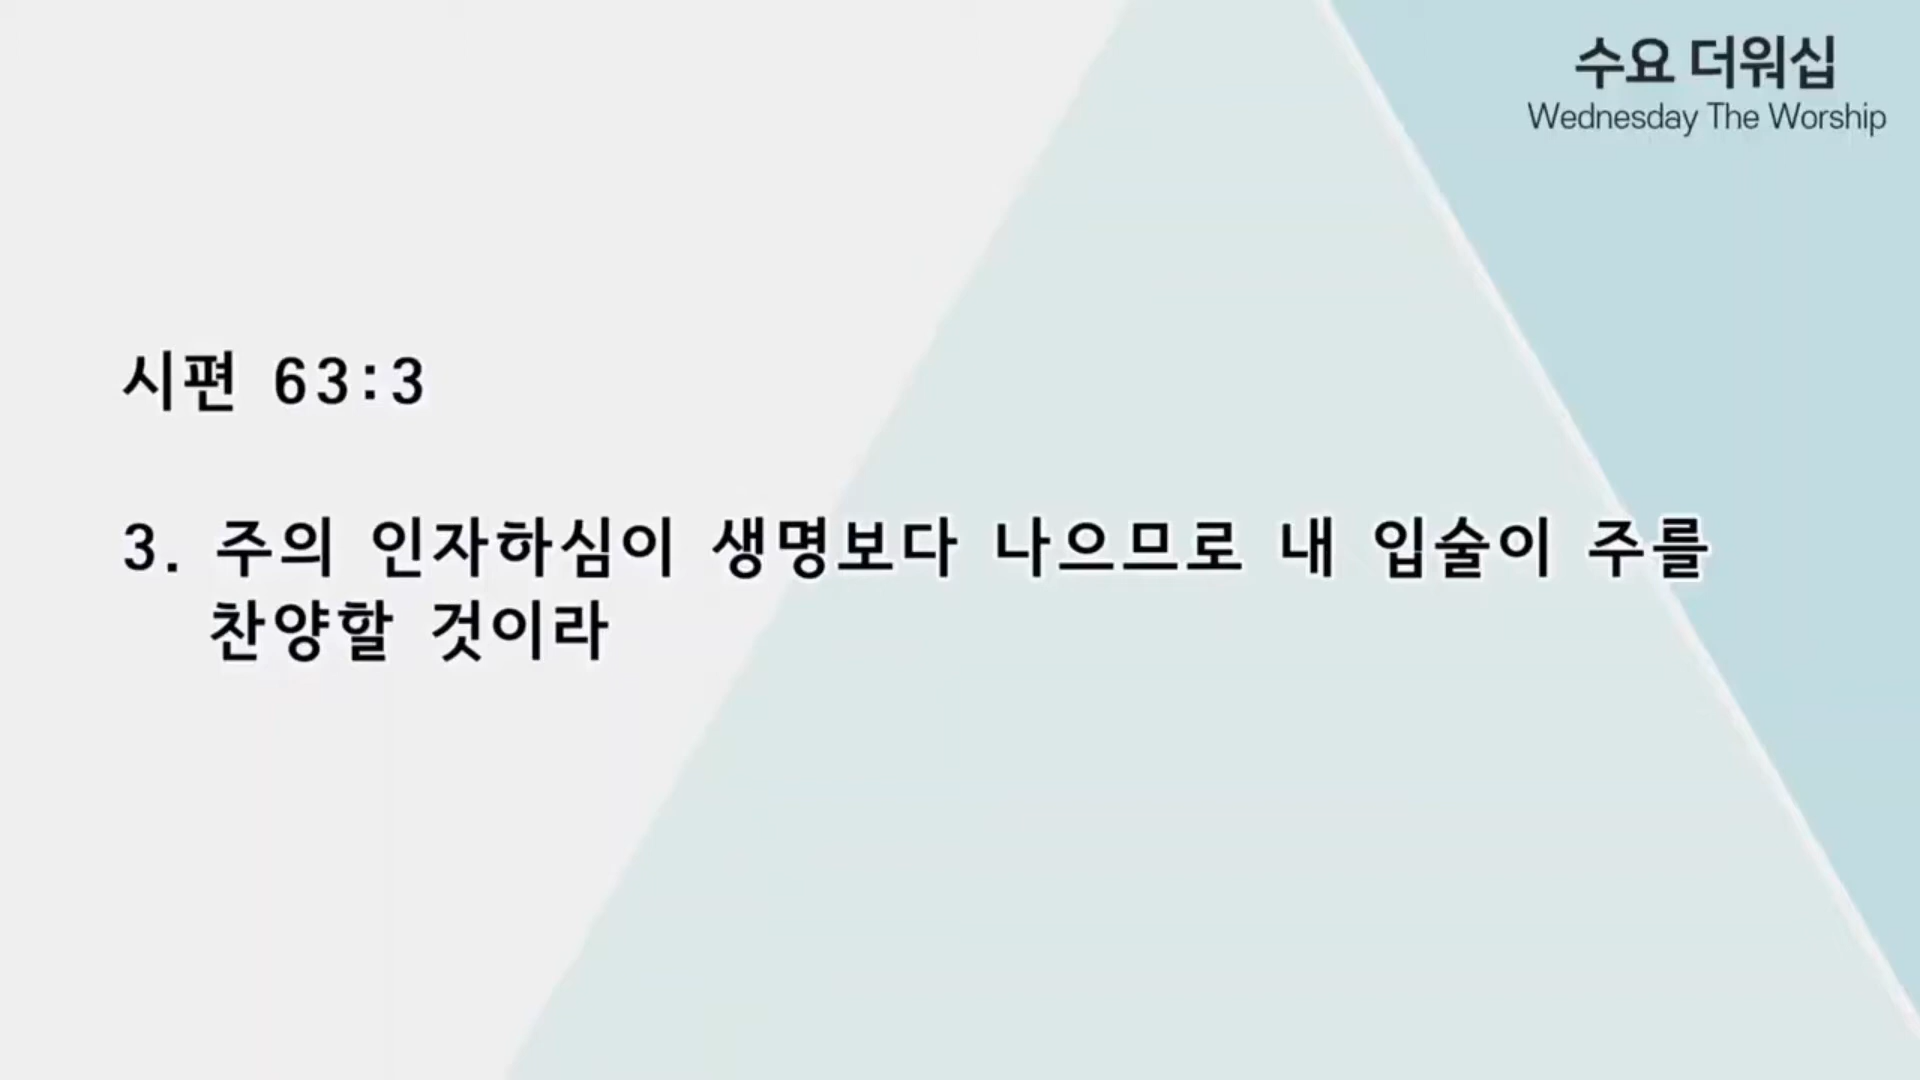 수요 더워십
Wednesday The Worship
시편 63:3
3. 주의 인자하심이 생명보다 나으므로 내 입술이 주를
찬양할 것이라